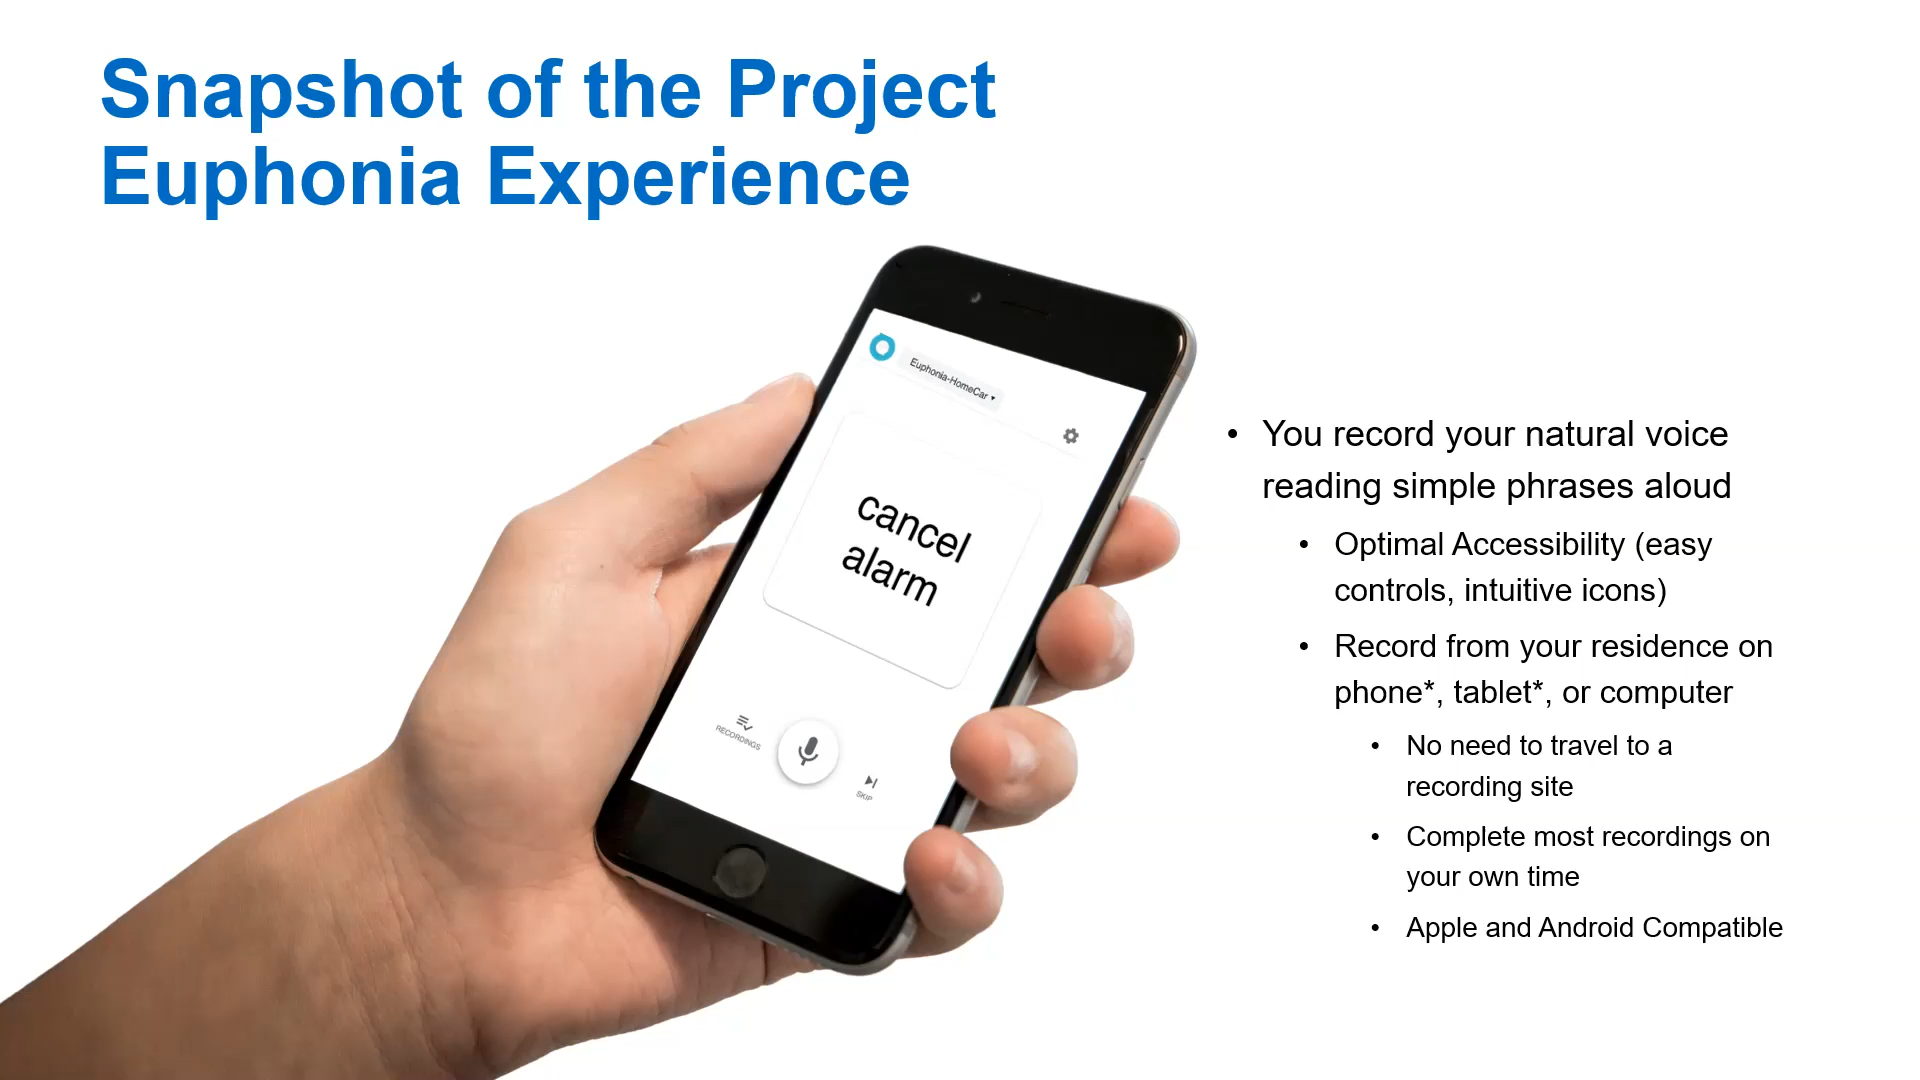 Snapshot of the Project
Euphonia Experience
Euphonia-HomeCar ▾
cancel
alarm
RECORDINGS
SKIP
• You record your natural voice
reading simple phrases aloud
• Optimal Accessibility (easy
controls, intuitive icons)
• Record from your residence on
phone*, tablet*, or computer
• No need to travel to a
recording site
• Complete most recordings on
your own time
• Apple and Android Compatible